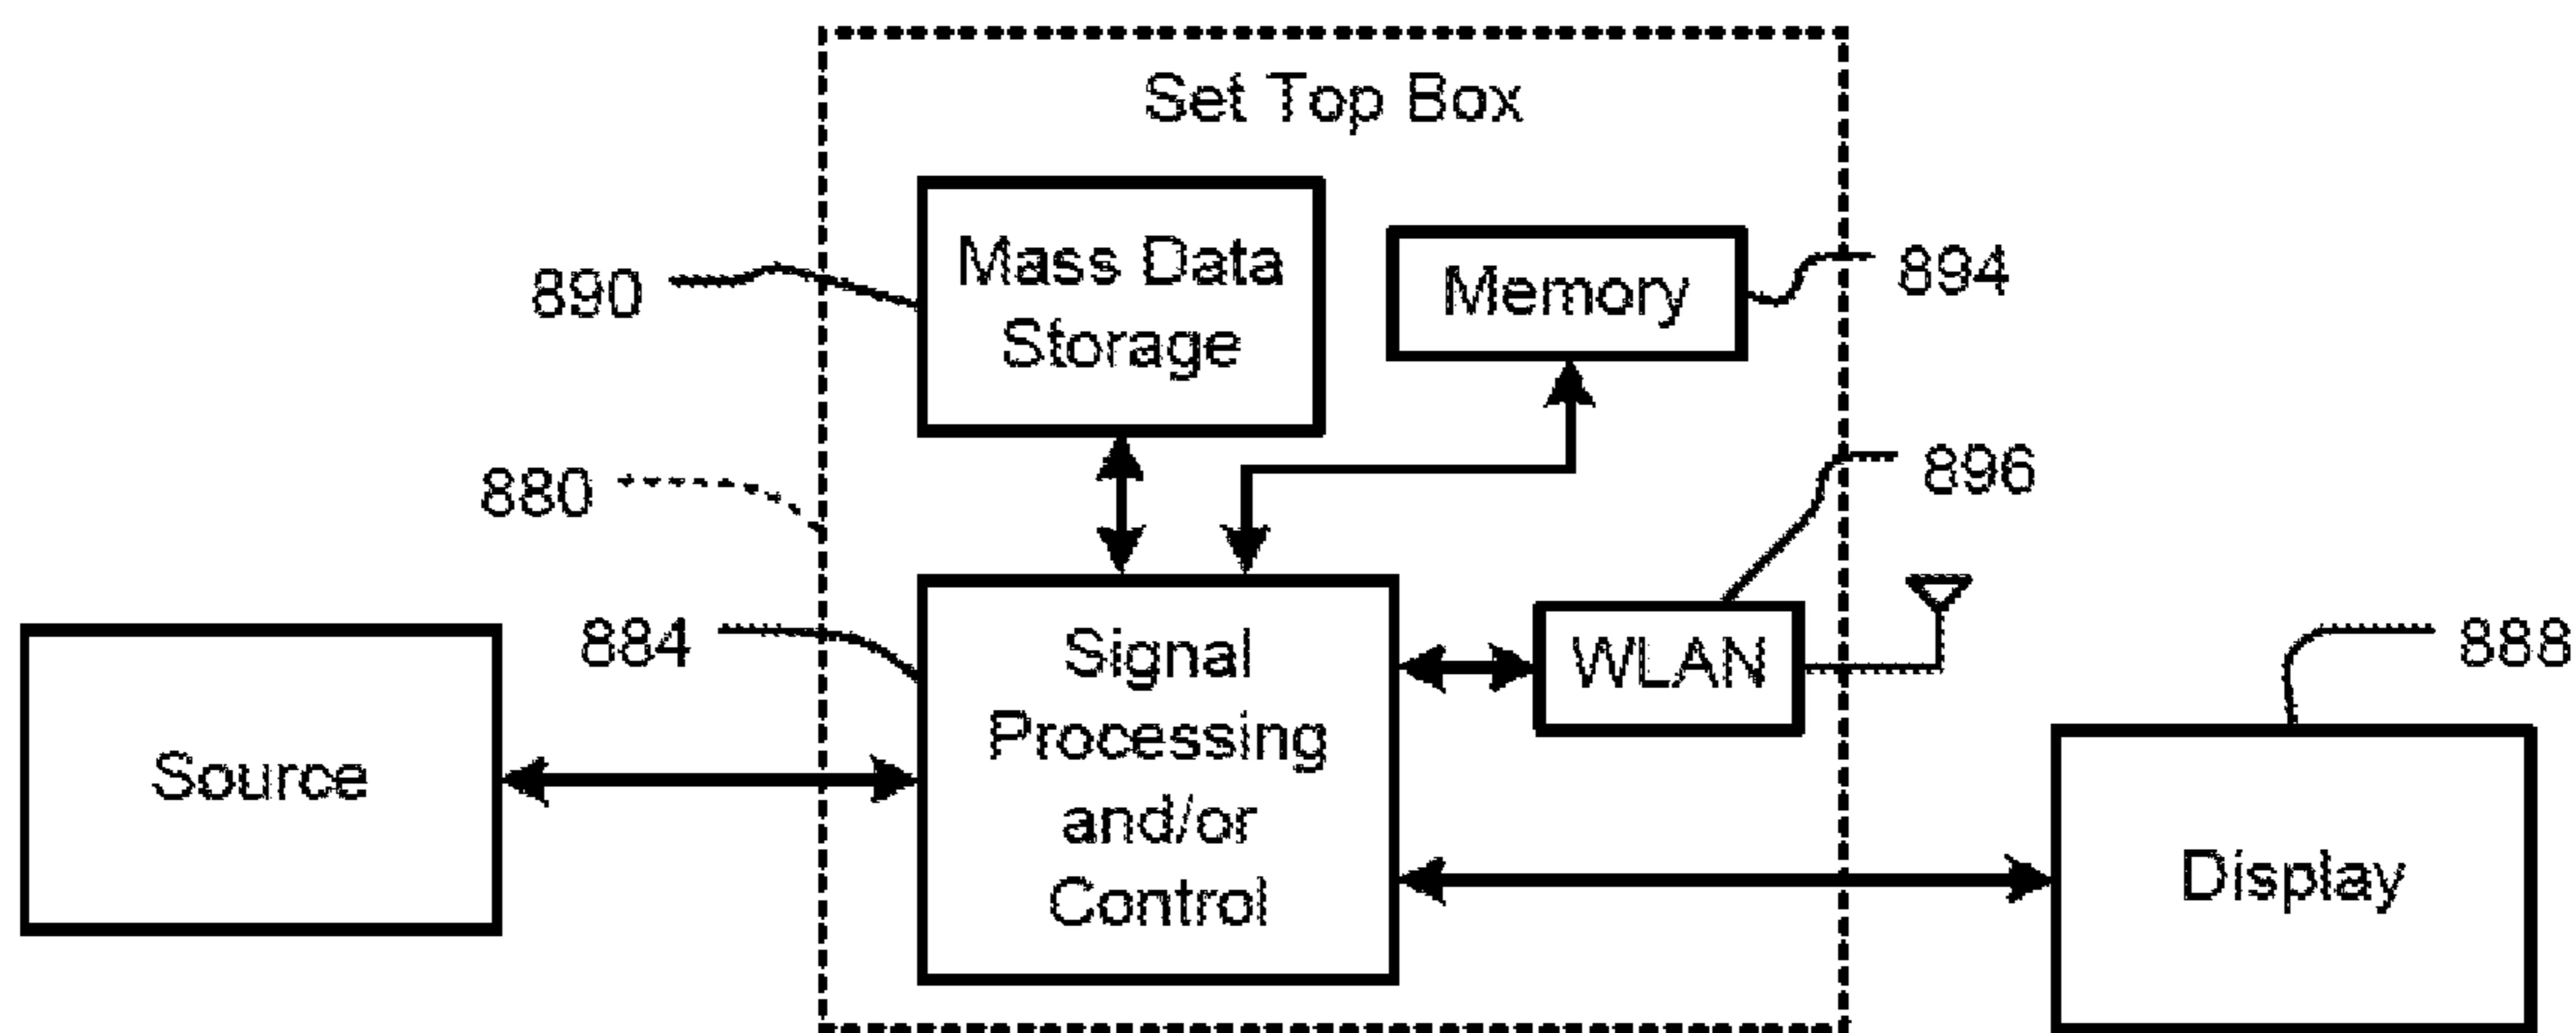 Set Top Box
890
Mass Data
Storage
Memory
894
880
896
884
Signal
Processing
and/or
Control
WLAN
888
Source
Display